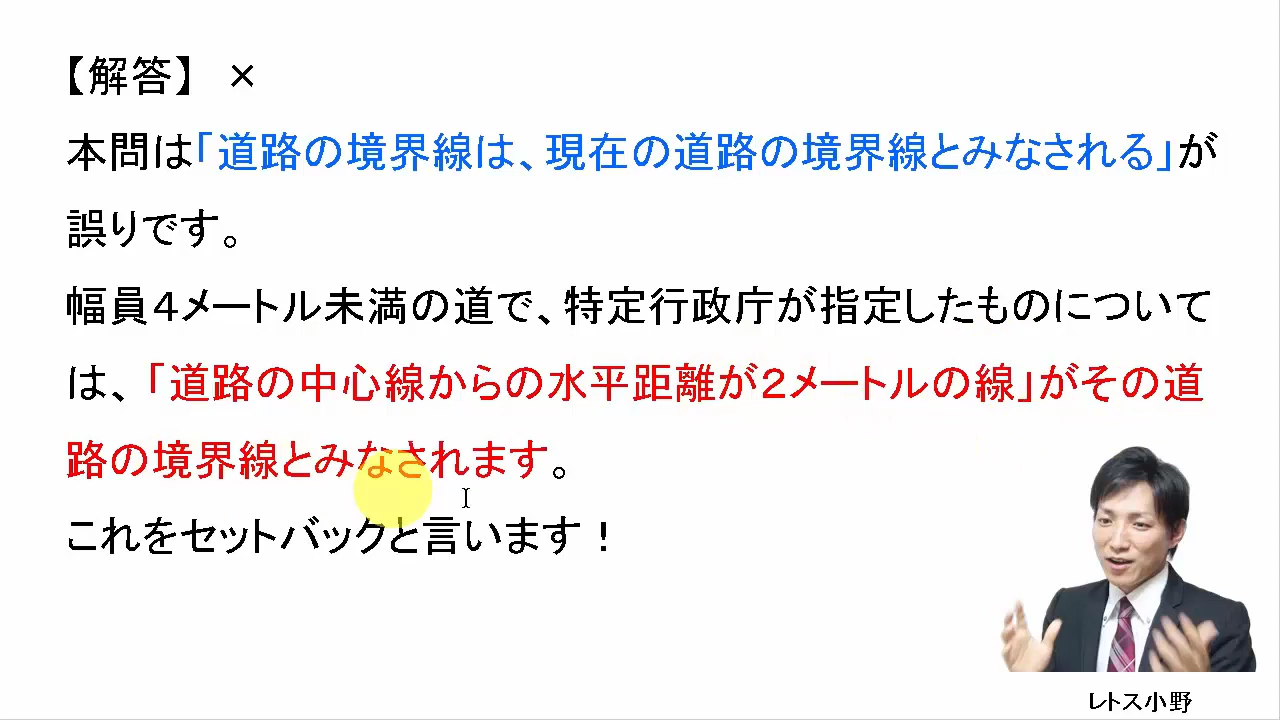 【解答】 ×
本問は「道路の境界線は、現在の道路の境界線とみなされる」が
誤りです。
幅員４メートル未満の道で、特定行政庁が指定したものについて
は、「道路の中心線からの水平距離が２メートルの線」がその道
路の境界線とみなされます。
これをセットバックと言います！
レトス小野